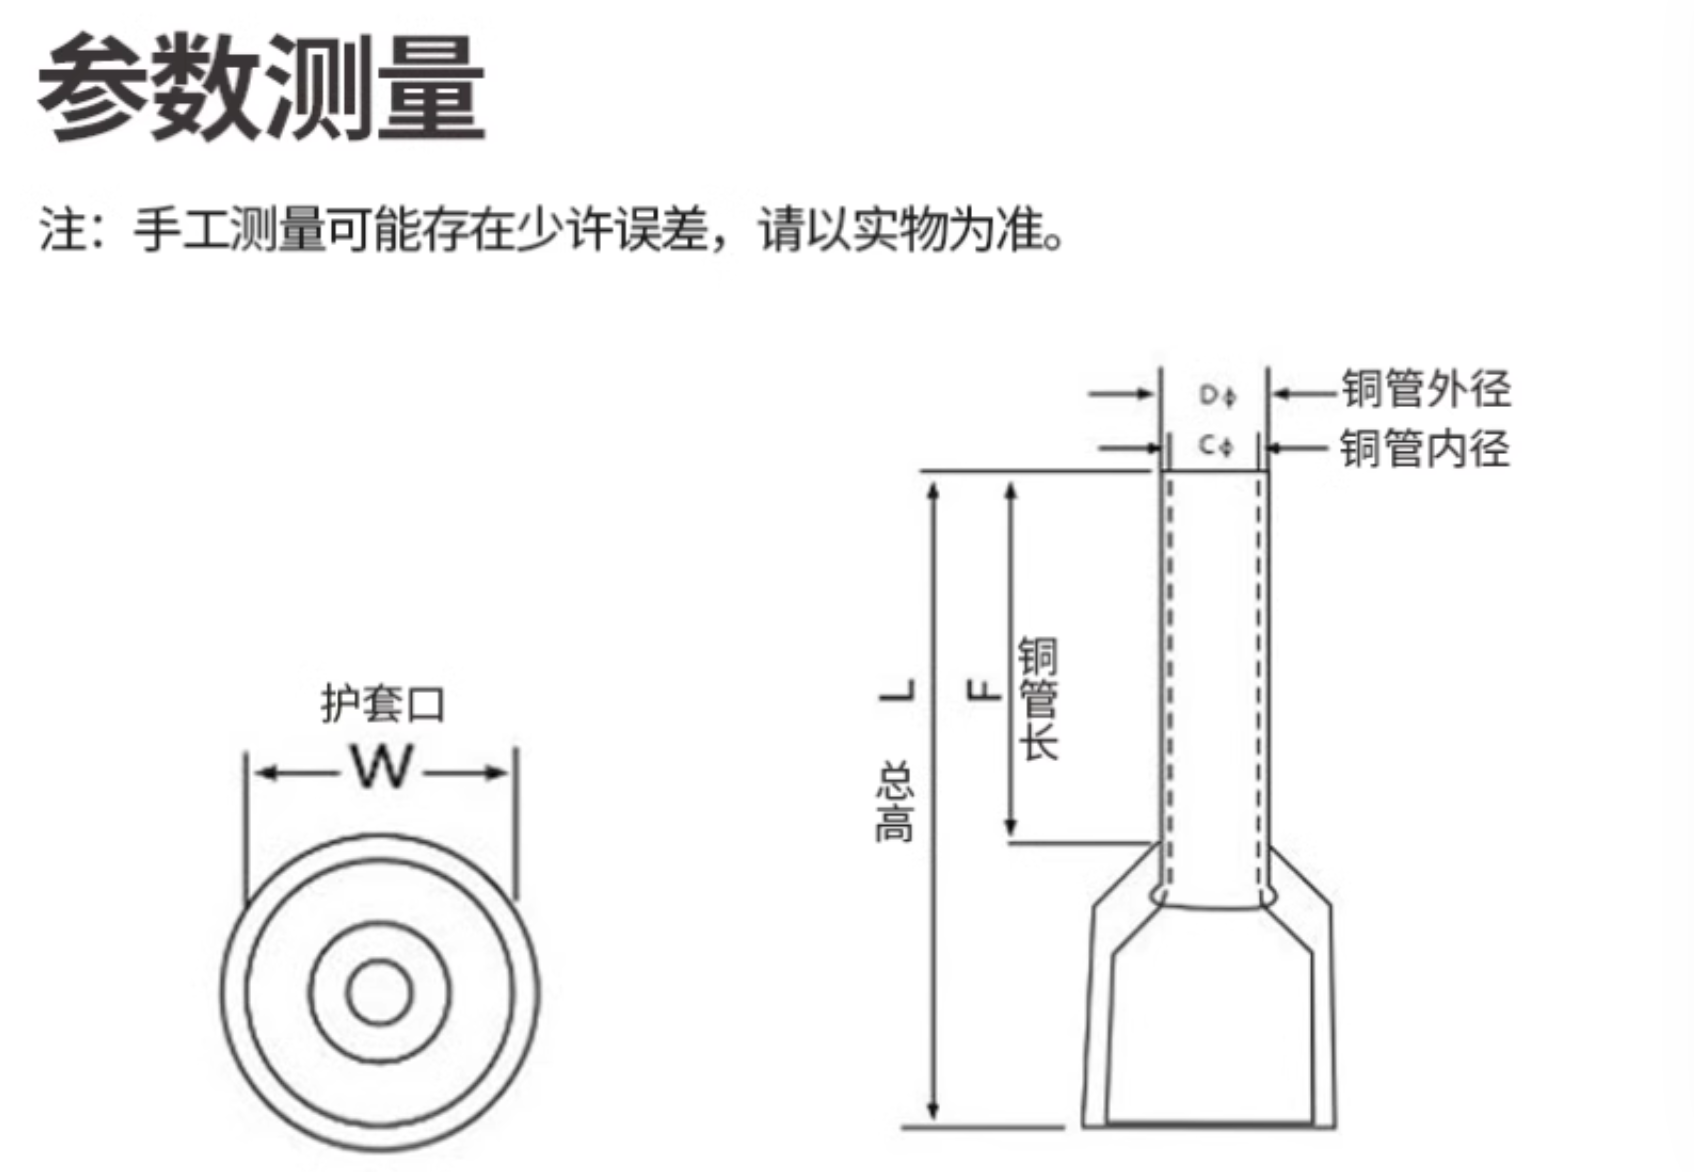 参数测量
注：手工测量可能存在少许误差，请以实物为准。
D⌀ 铜管外径
C⌀ 铜管内径
L 总高
F 铜管长
护套口
W